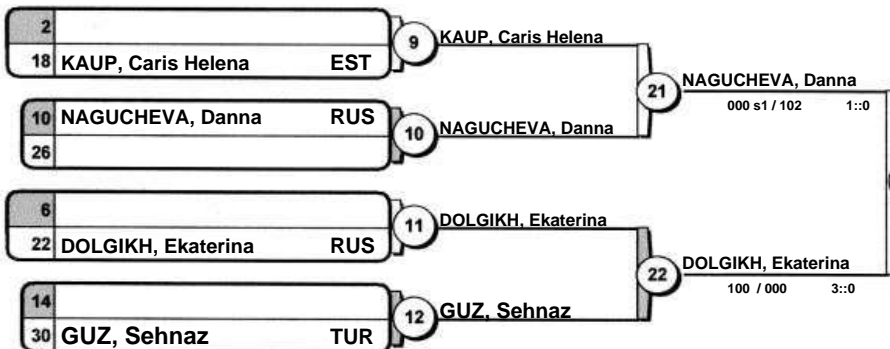 2
18 KAUP, Caris Helena EST
9 KAUP, Caris Helena
10 NAGUCHEVA, Danna RUS
26
10 NAGUCHEVA, Danna
21 NAGUCHEVA, Danna
000 s1 / 102 1::0
6
22 DOLGIKH, Ekaterina RUS
11 DOLGIKH, Ekaterina
14
30 GUZ, Sehnaz TUR
12 GUZ, Sehnaz
22 DOLGIKH, Ekaterina
100 / 000 3::0